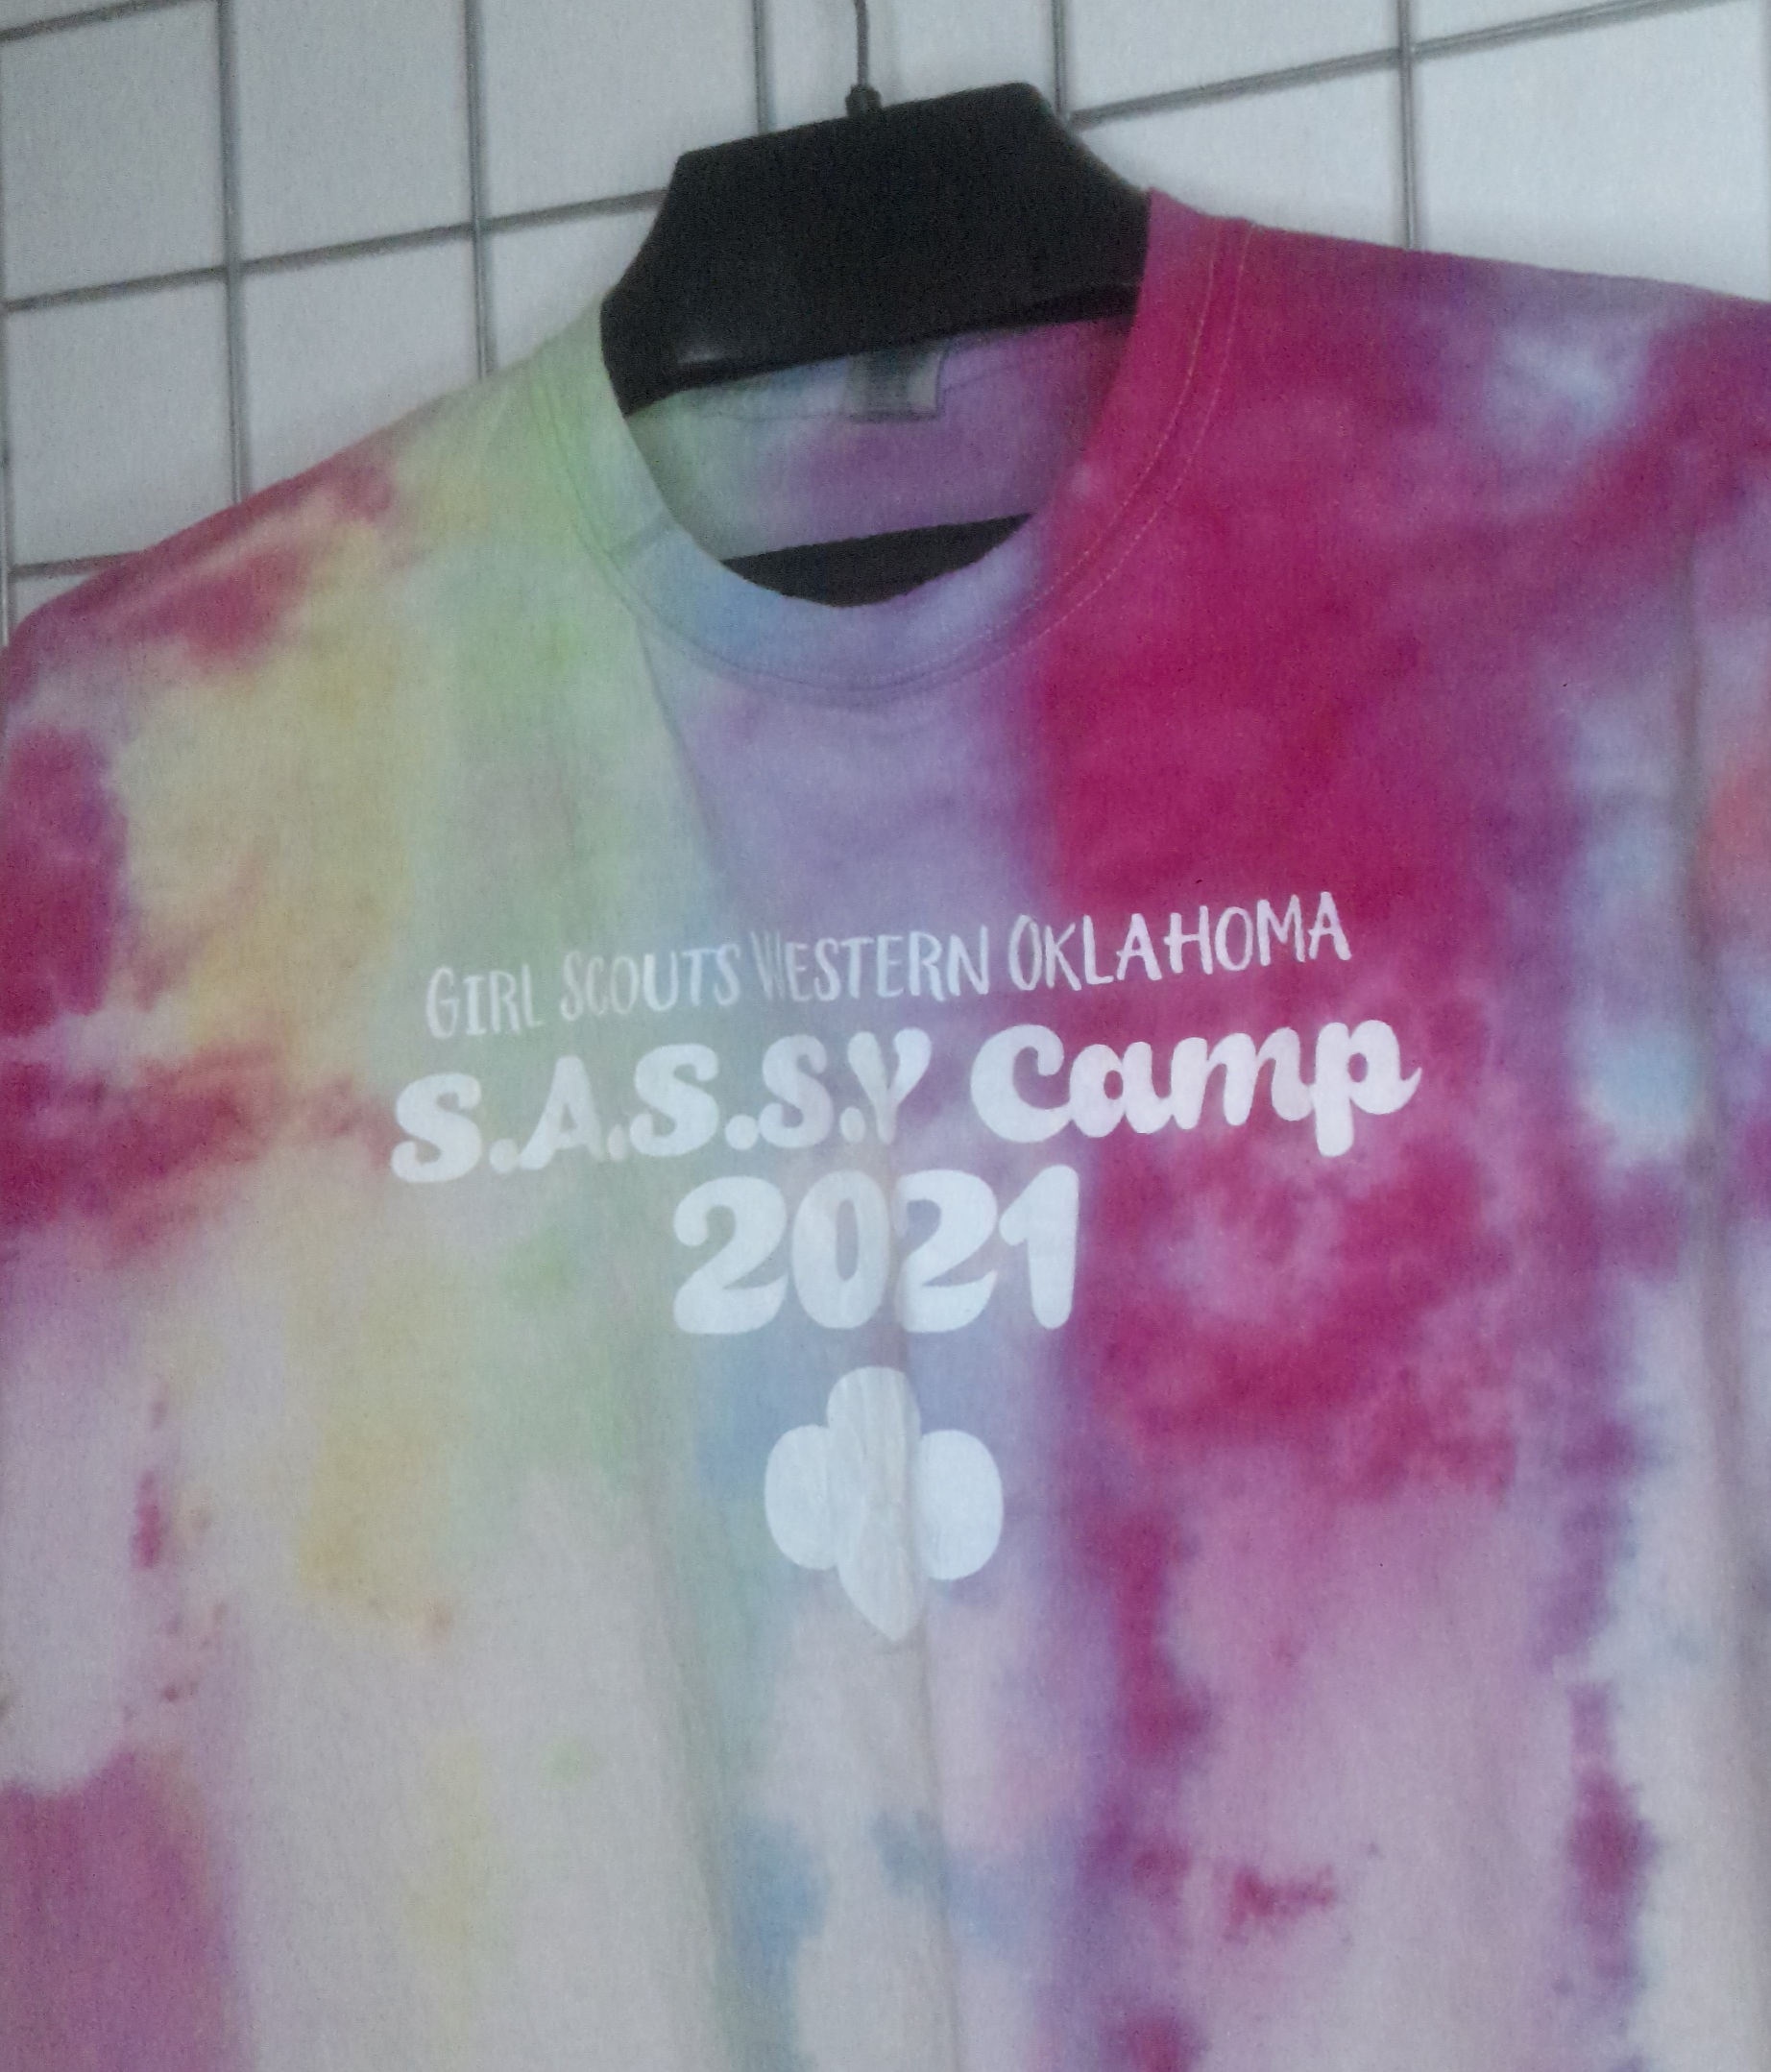 GIRL SCOUTS WESTERN OKLAHOMA
S.A.S.S.Y Camp
2021